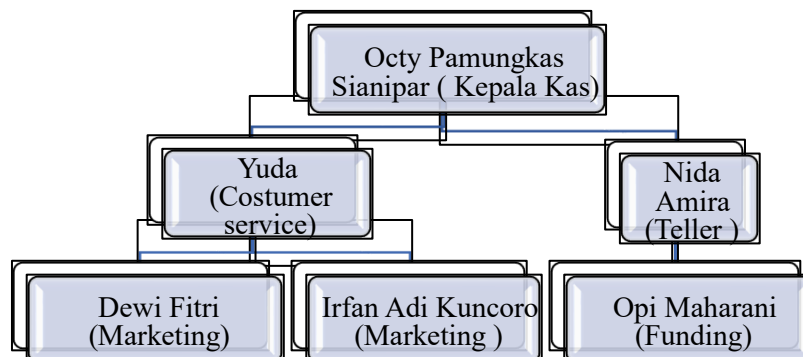 Octy Pamungkas
Sianipar ( Kepala Kas)
Yuda
(Costumer
service)
Nida
Amira
(Teller )
Dewi Fitri
(Marketing)
Irfan Adi Kuncoro
(Marketing )
Opi Maharani
(Funding)